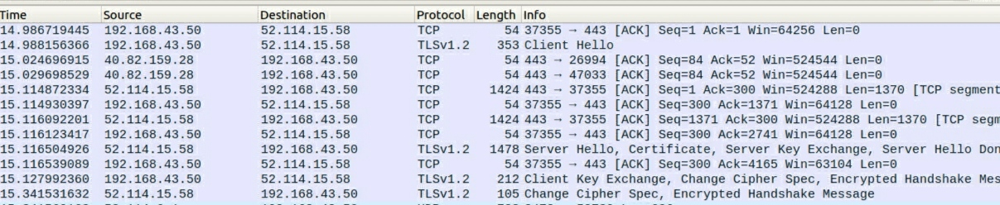 Time Source Destination Protocol Length Info
14.986719445 192.168.43.50 52.114.15.58 TCP 54 37355 → 443 [ACK] Seq=1 Ack=1 Win=64256 Len=0
14.988156366 192.168.43.50 52.114.15.58 TLSv1.2 353 Client Hello
15.024696915 40.82.159.28 192.168.43.50 TCP 54 443 → 26994 [ACK] Seq=84 Ack=52 Win=524544 Len=0
15.029698529 40.82.159.28 192.168.43.50 TCP 54 443 → 47033 [ACK] Seq=84 Ack=52 Win=524544 Len=0
15.114872334 52.114.15.58 192.168.43.50 TCP 1424 443 → 37355 [ACK] Seq=1 Ack=300 Win=524288 Len=1370 [TCP segment
15.114930397 192.168.43.50 52.114.15.58 TCP 54 37355 → 443 [ACK] Seq=300 Ack=1371 Win=64128 Len=0
15.116092201 52.114.15.58 192.168.43.50 TCP 1424 443 → 37355 [ACK] Seq=1371 Ack=300 Win=524288 Len=1370 [TCP segm
15.116123417 192.168.43.50 52.114.15.58 TCP 54 37355 → 443 [ACK] Seq=300 Ack=2741 Win=64128 Len=0
15.116504926 52.114.15.58 192.168.43.50 TLSv1.2 1478 Server Hello, Certificate, Server Key Exchange, Server Hello Don
15.116539089 192.168.43.50 52.114.15.58 TCP 54 37355 → 443 [ACK] Seq=300 Ack=4165 Win=63104 Len=0
15.127992360 192.168.43.50 52.114.15.58 TLSv1.2 212 Client Key Exchange, Change Cipher Spec, Encrypted Handshake Mes
15.341531632 52.114.15.58 192.168.43.50 TLSv1.2 105 Change Cipher Spec, Encrypted Handshake Message